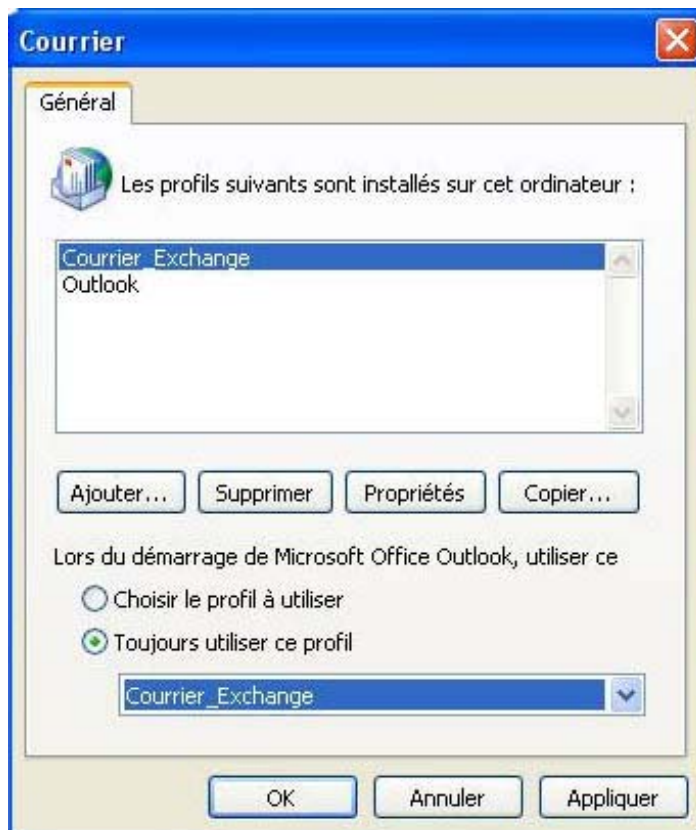 Courrier
Général
Les profils suivants sont installés sur cet ordinateur :
Courrier_Exchange
Outlook
Ajouter... Supprimer Propriétés Copier...
Lors du démarrage de Microsoft Office Outlook, utiliser ce
Choisir le profil à utiliser
Toujours utiliser ce profil
Courrier_Exchange
OK Annuler Appliquer